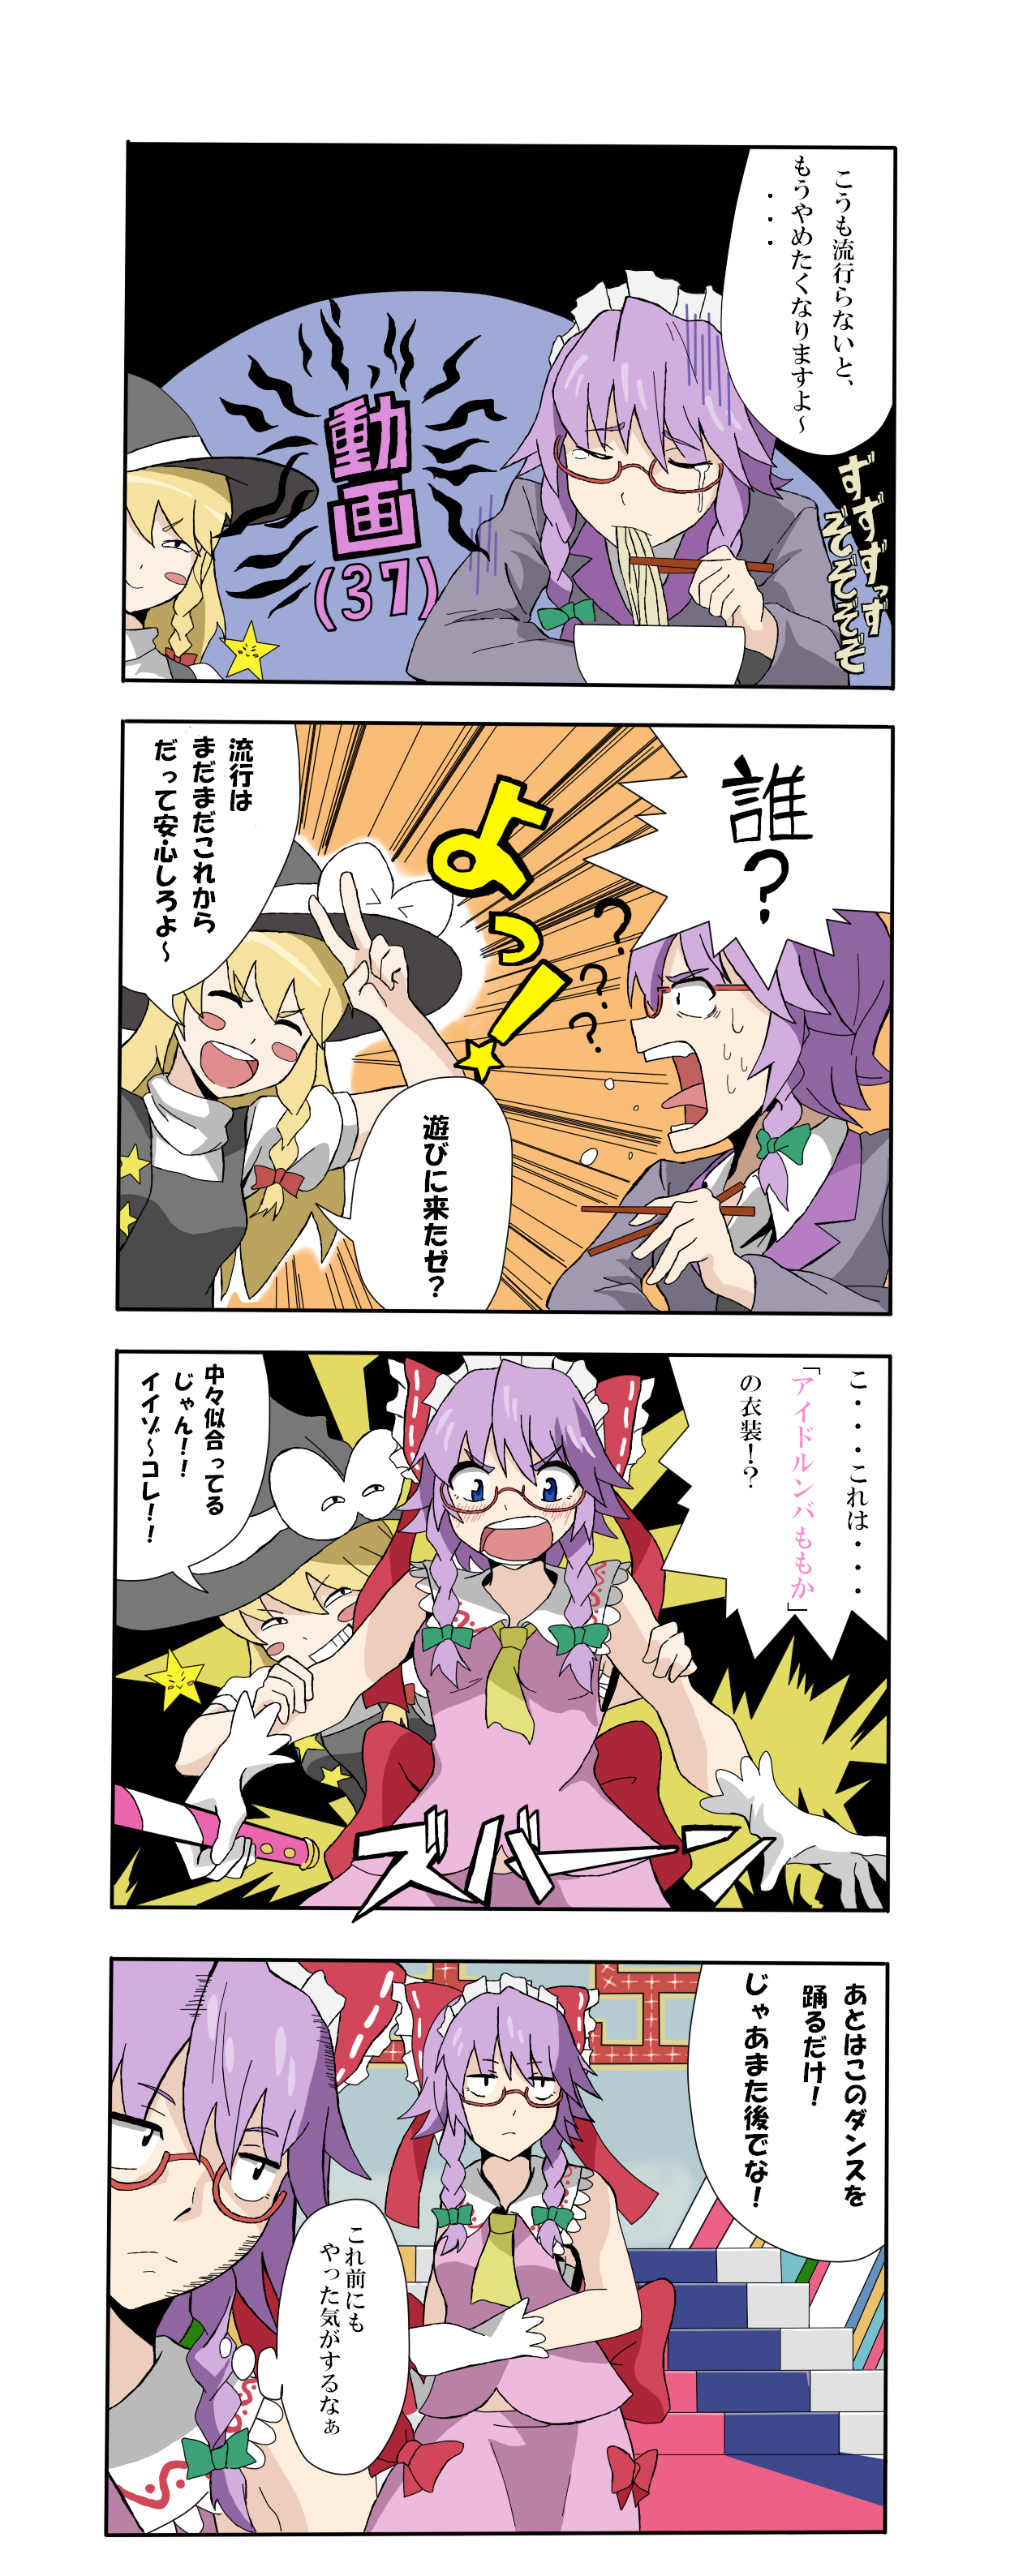 こうも流行らないと、
もうやめたくなりますよ～
・・・
ずずずっず
ぞぞぞぞぞ
動画
(37)
誰？
？？？
よっ！
流行は
まだまだこれから
だって安心しろよ～
遊びに来たゼ？
こ・・・これは・・・
「アイドルンバももか」
の衣装！？
中々似合ってる
じゃん！！
イイゾ～コレ！！
ズバーン
あとはこのダンスを
踊るだけ！
じゃあまた後でな！
これ前にも
やった気がするなぁ